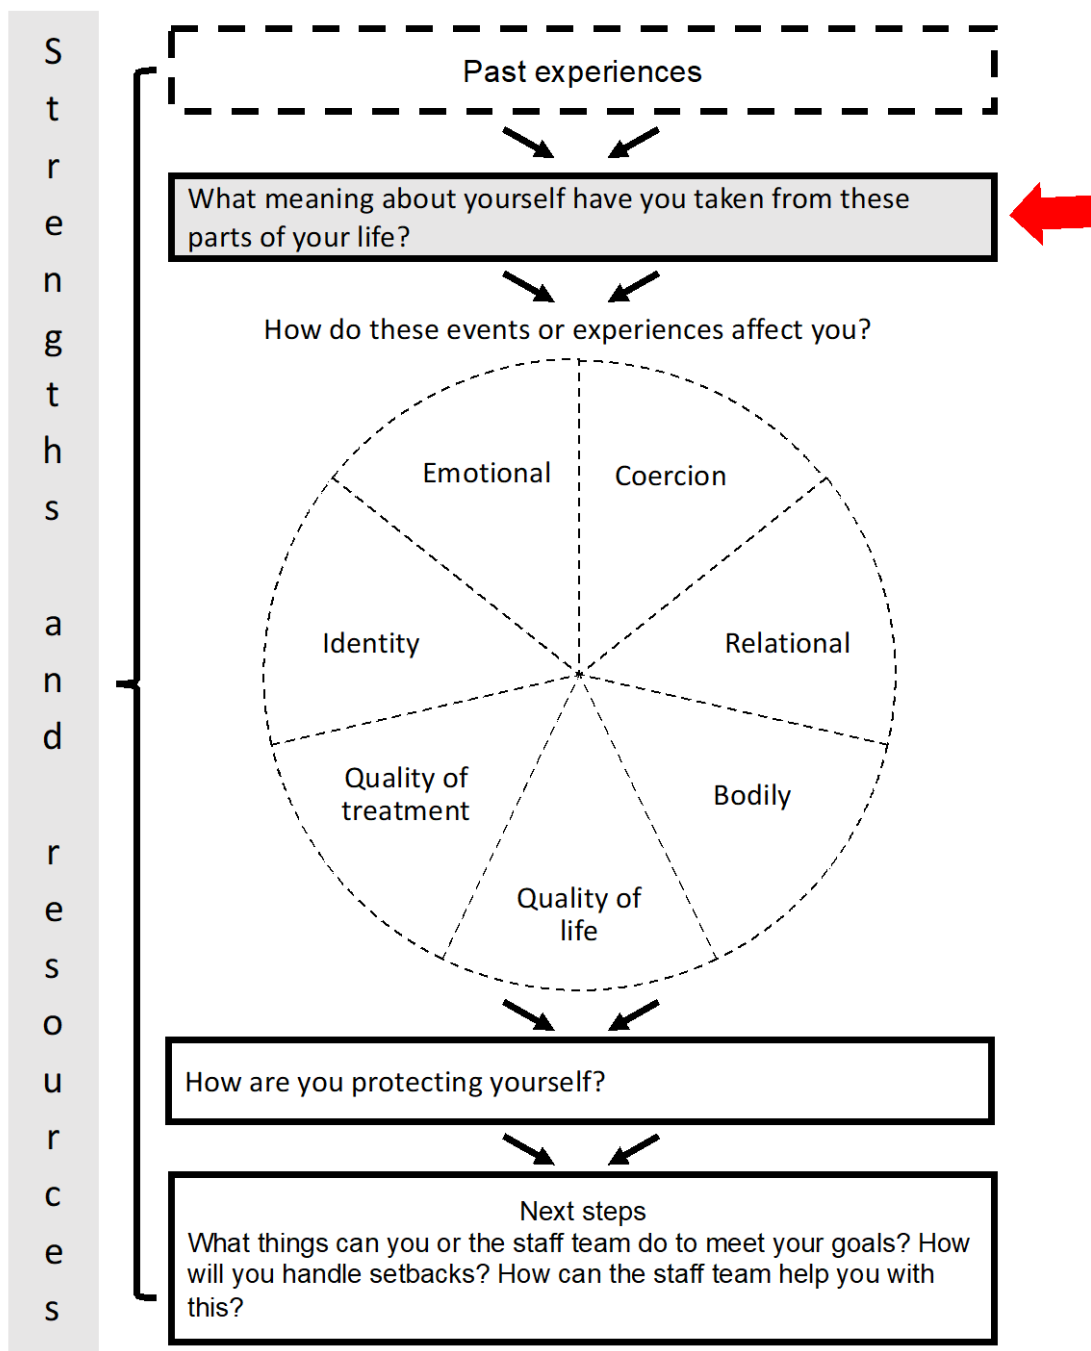 Strengths and resources
Past experiences
What meaning about yourself have you taken from these
parts of your life?
How do these events or experiences affect you?
Emotional
Coercion
Identity
Relational
Quality of
treatment
Bodily
Quality of
life
How are you protecting yourself?
Next steps
What things can you or the staff team do to meet your goals? How
will you handle setbacks? How can the staff team help you with
this?